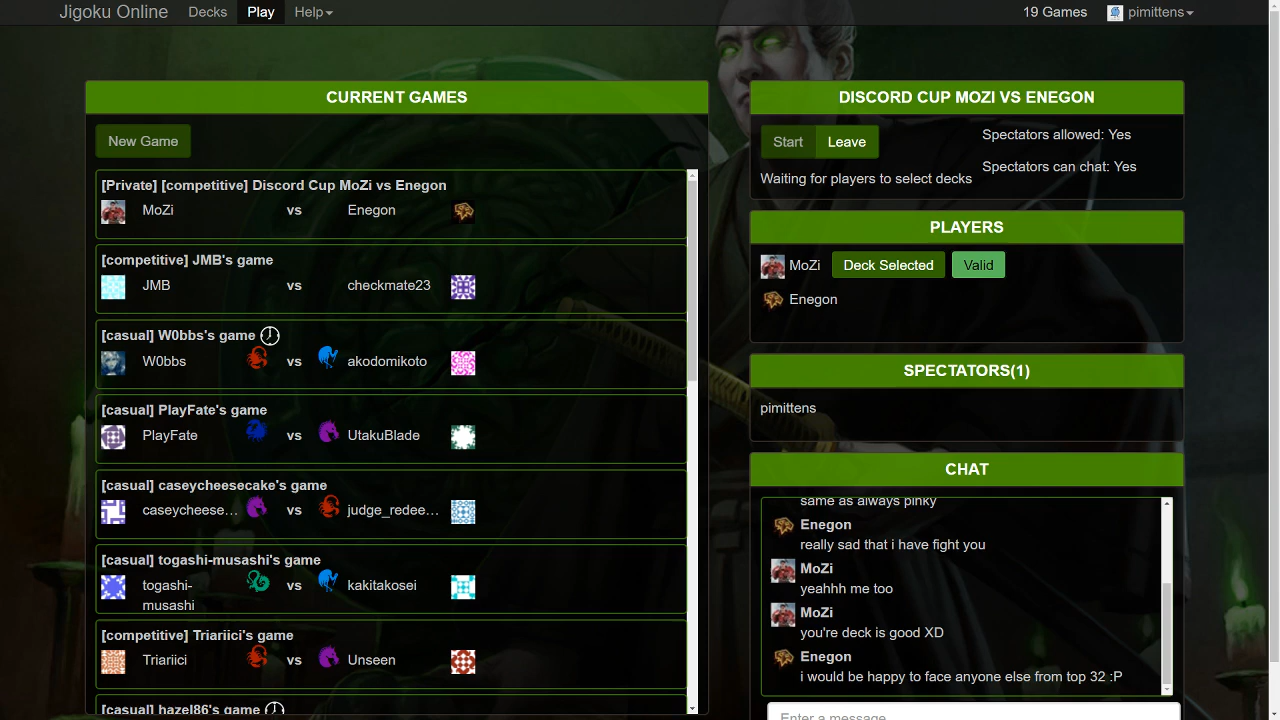 Jigoku Online Decks Play Help 19 Games pimittens
CURRENT GAMES
New Game
[Private] [competitive] Discord Cup MoZi vs Enegon
MoZi vs Enegon
[competitive] JMB's game
JMB vs checkmate23
[casual] W0bbs's game
W0bbs vs akodomikoto
[casual] PlayFate's game
PlayFate vs UtakuBlade
[casual] caseycheesecake's game
caseycheese… vs judge_redee…
[casual] togashi-musashi's game
togashi- vs kakitakosei
musashi
[competitive] Triariici's game
Triariici vs Unseen
[casual] hazel86's game
DISCORD CUP MOZI VS ENEGON
Start Leave
Spectators allowed: Yes
Spectators can chat: Yes
Waiting for players to select decks
PLAYERS
MoZi Deck Selected Valid
Enegon
SPECTATORS(1)
pimittens
CHAT
same as always pinky
Enegon
really sad that i have fight you
MoZi
yeahhh me too
MoZi
you're deck is good XD
Enegon
i would be happy to face anyone else from top 32 :P
Enter a message